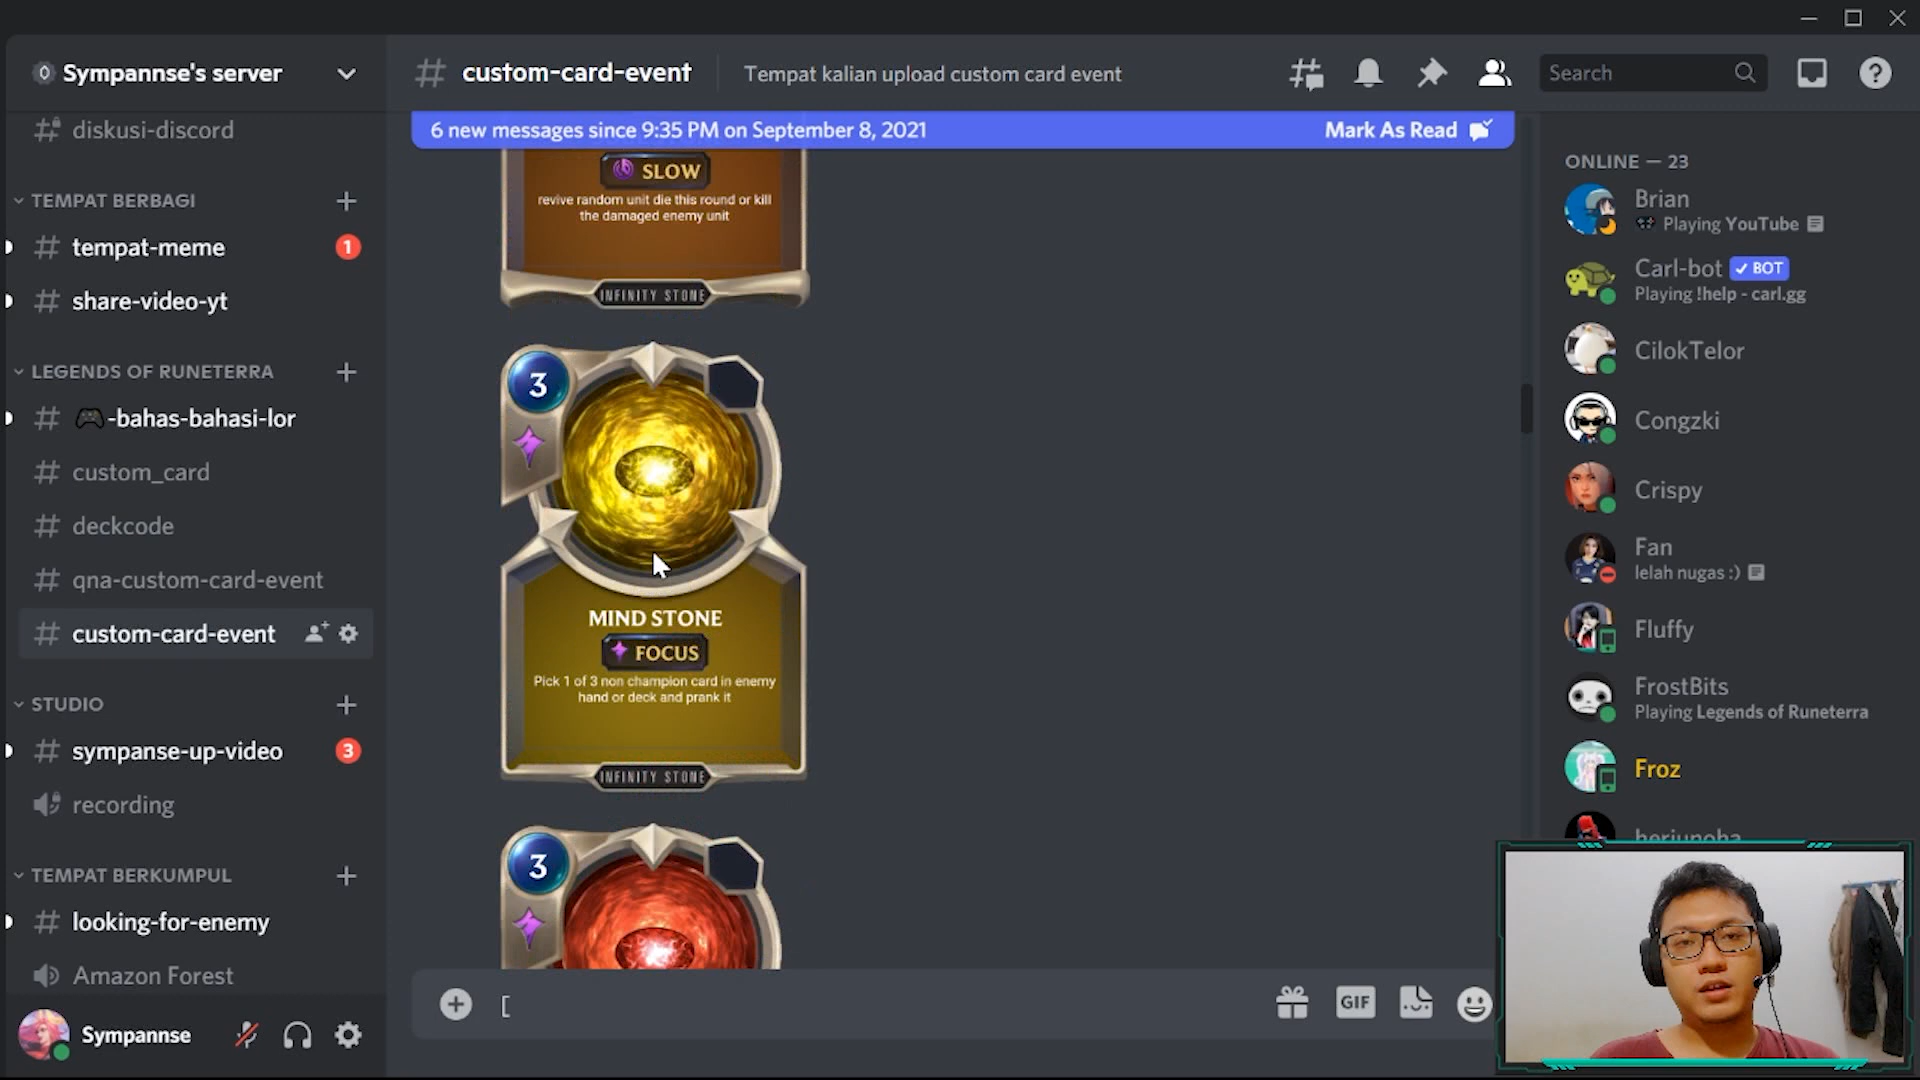 Sympannse's server
custom-card-event
Tempat kalian upload custom card event
Search
diskusi-discord
TEMPAT BERBAGI
tempat-meme
1
share-video-yt
LEGENDS OF RUNETERRA
-bahas-bahasi-lor
custom_card
deckcode
qna-custom-card-event
custom-card-event
STUDIO
sympanse-up-video
3
recording
TEMPAT BERKUMPUL
looking-for-enemy
Amazon Forest
Sympannse
6 new messages since 9:35 PM on September 8, 2021
Mark As Read
SLOW
revive random unit die this round or kill
the damaged enemy unit
INFINITY STONE
3
MIND STONE
FOCUS
Pick 1 of 3 non champion card in enemy
hand or deck and prank it
INFINITY STONE
3
[
GIF
ONLINE — 23
Brian
Playing YouTube
Carl-bot
BOT
Playing !help - carl.gg
CilokTelor
Congzki
Crispy
Fan
lelah nugas :)
Fluffy
FrostBits
Playing Legends of Runeterra
Froz